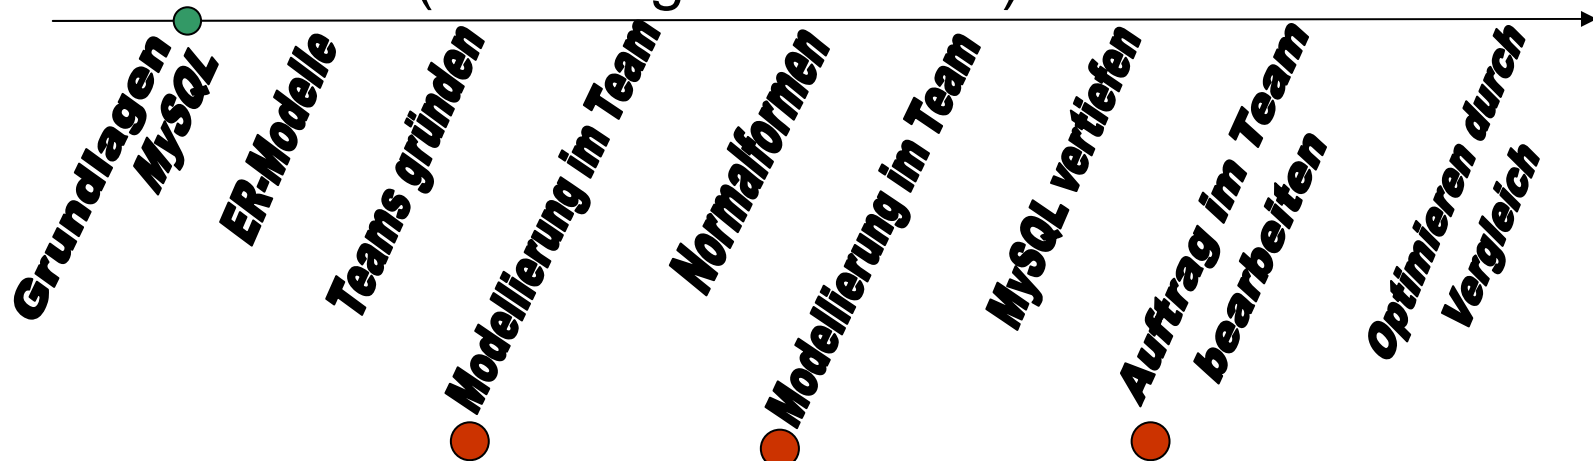 Grundlagen
MySQL
ER-Modelle
Teams gründen
Modellierung im Team
Normalformen
Modellierung im Team
MySQL vertiefen
Auftrag im Team
bearbeiten
Optimieren durch
Vergleich